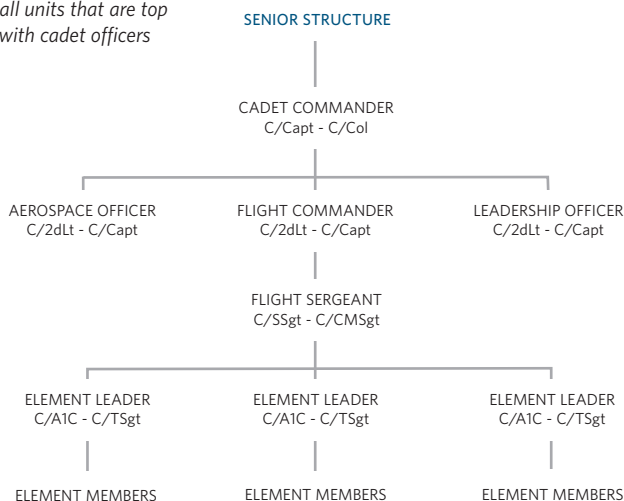 all units that are top
with cadet officers
SENIOR STRUCTURE
CADET COMMANDER
C/Capt - C/Col
AEROSPACE OFFICER
C/2dLt - C/Capt
FLIGHT COMMANDER
C/2dLt - C/Capt
LEADERSHIP OFFICER
C/2dLt - C/Capt
FLIGHT SERGEANT
C/SSgt - C/CMSgt
ELEMENT LEADER
C/A1C - C/TSgt
ELEMENT LEADER
C/A1C - C/TSgt
ELEMENT LEADER
C/A1C - C/TSgt
ELEMENT MEMBERS
ELEMENT MEMBERS
ELEMENT MEMBERS